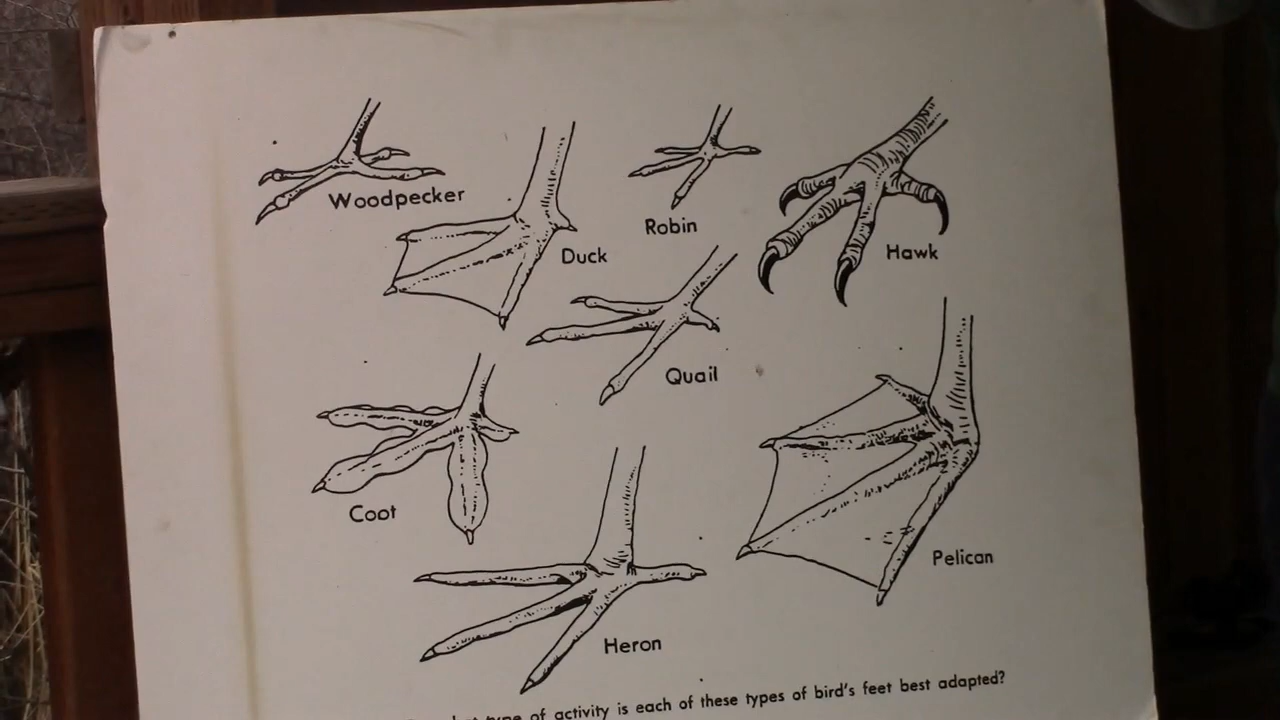 Woodpecker
Robin
Duck
Hawk
Quail
Coot
Pelican
Heron
type of activity is each of these types of bird's feet best adapted?